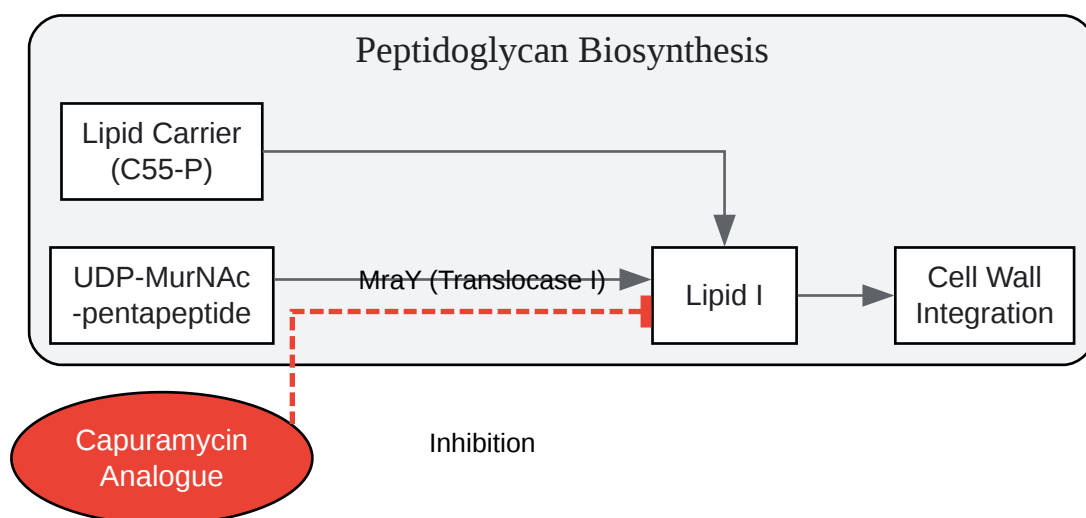 Peptidoglycan Biosynthesis
Lipid Carrier
(C55-P)
UDP-MurNAc
-pentapeptide
MraY (Translocase I)
Lipid I
Cell Wall
Integration
Capuramycin
Analogue
Inhibition